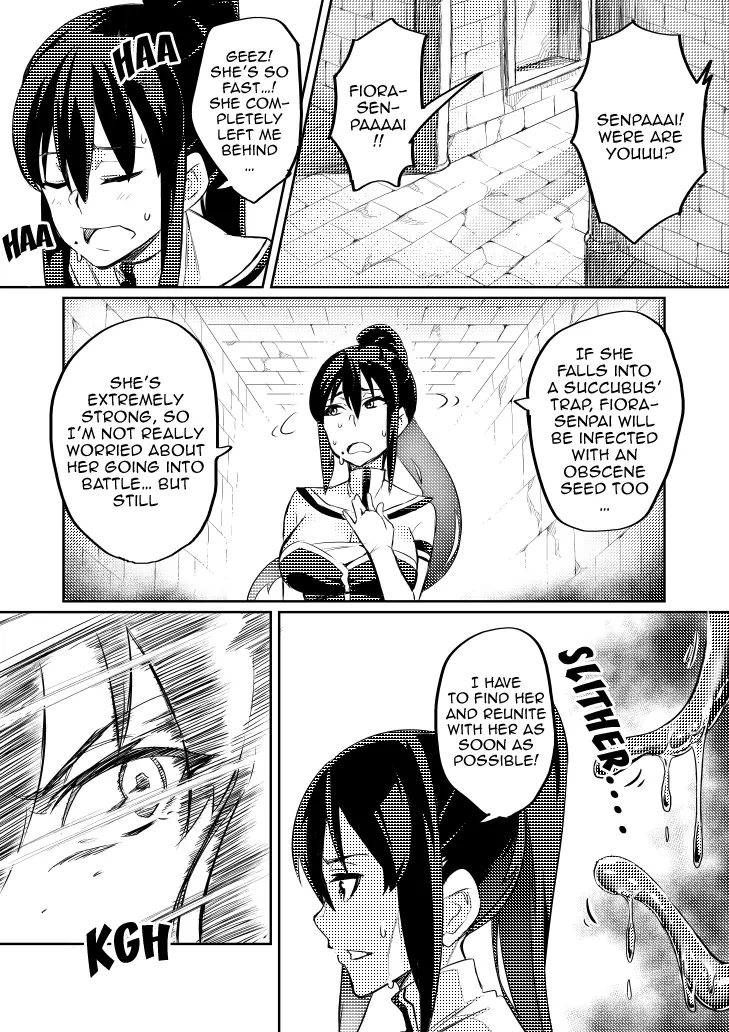 SENPAAAI!
WERE ARE
YOUUU?
FIORA-
SEN-
PAAAAI
!!
GEEZ!
SHE'S SO
FAST...!
SHE COM-
PLETELY
LEFT ME
BEHIND
...
HAA
HAA
IF SHE
FALLS INTO
A SUCCUBUS'
TRAP, FIORA-
SENPAI WILL
BE INFECTED
WITH AN
OBSCENE
SEED TOO
...
SHE'S
EXTREMELY
STRONG, SO
I'M NOT REALLY
WORRIED ABOUT
HER GOING INTO
BATTLE... BUT
STILL
SLITHER....
I HAVE
TO FIND HER
AND REUNITE
WITH HER AS
SOON AS
POSSIBLE!
KGH